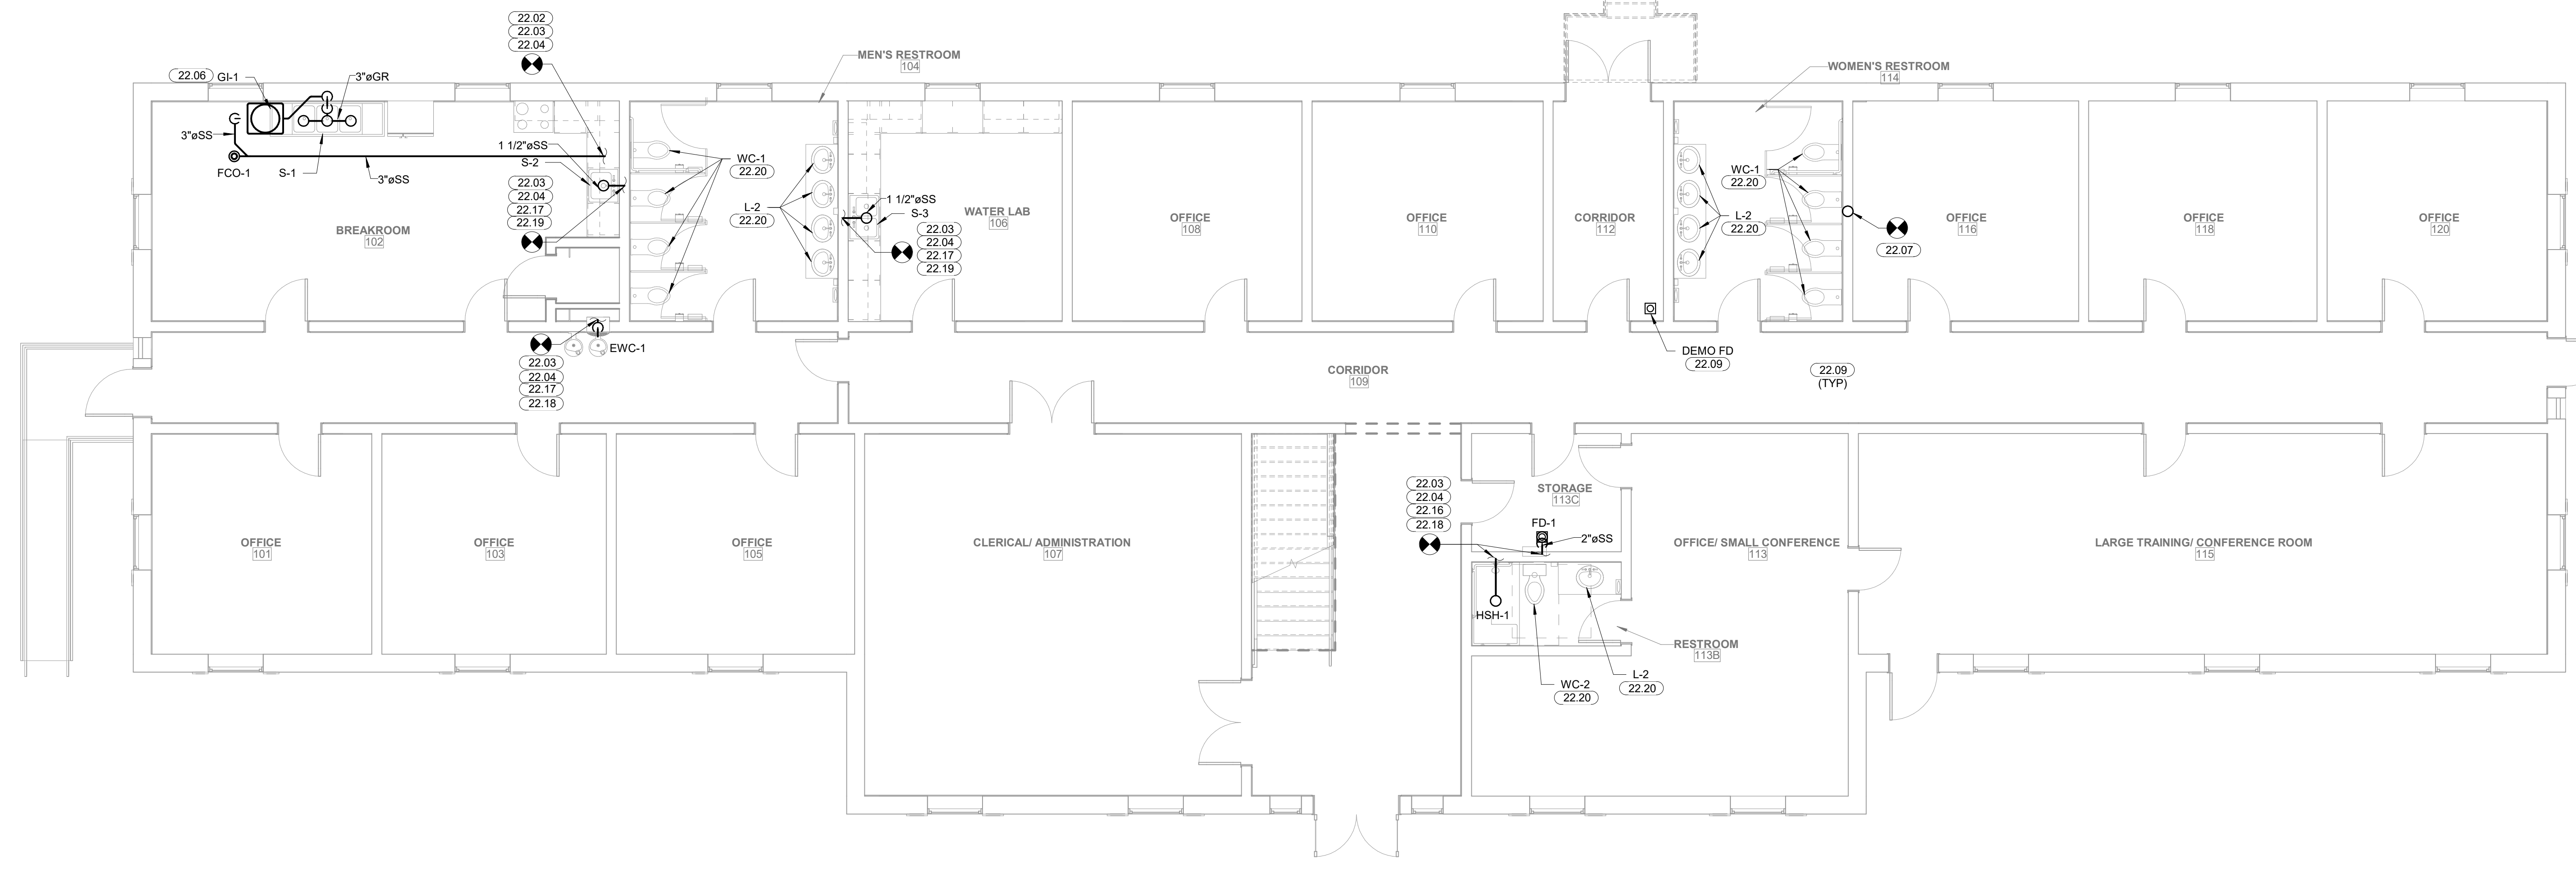 22.02
22.03
22.04
MEN'S RESTROOM
104
WOMEN'S RESTROOM
114
22.06
GI-1
3"øGR
3"øSS
FCO-1
S-1
3"øSS
1 1/2"øSS
S-2
22.03
22.04
22.17
22.19
BREAKROOM
102
WC-1
22.20
L-2
22.20
1 1/2"øSS
S-3
WATER LAB
106
22.03
22.04
22.17
22.19
OFFICE
108
OFFICE
110
CORRIDOR
112
L-2
22.20
WC-1
22.20
22.07
OFFICE
116
OFFICE
118
OFFICE
120
EWC-1
22.03
22.04
22.17
22.18
CORRIDOR
109
DEMO FD
22.09
22.09
(TYP)
OFFICE
101
OFFICE
103
OFFICE
105
CLERICAL/ ADMINISTRATION
107
22.03
22.04
22.16
22.18
STORAGE
113C
FD-1
2"øSS
OFFICE/ SMALL CONFERENCE
113
LARGE TRAINING/ CONFERENCE ROOM
115
HSH-1
RESTROOM
113B
WC-2
22.20
L-2
22.20